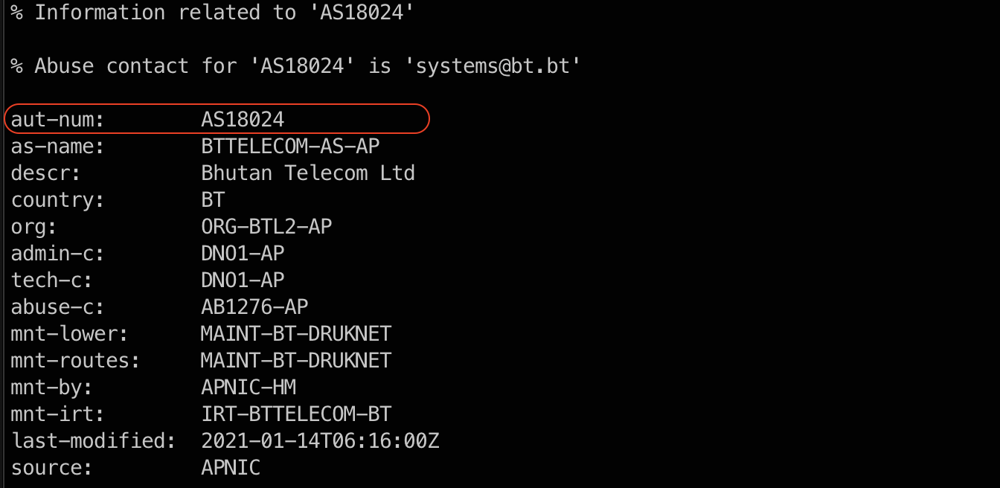 % Information related to 'AS18024'
% Abuse contact for 'AS18024' is 'systems@bt.bt'
aut-num:        AS18024
as-name:        BTTELECOM-AS-AP
descr:          Bhutan Telecom Ltd
country:        BT
org:            ORG-BTL2-AP
admin-c:        DNO1-AP
tech-c:         DNO1-AP
abuse-c:        AB1276-AP
mnt-lower:      MAINT-BT-DRUKNET
mnt-routes:     MAINT-BT-DRUKNET
mnt-by:         APNIC-HM
mnt-irt:        IRT-BTTELECOM-BT
last-modified:  2021-01-14T06:16:00Z
source:         APNIC